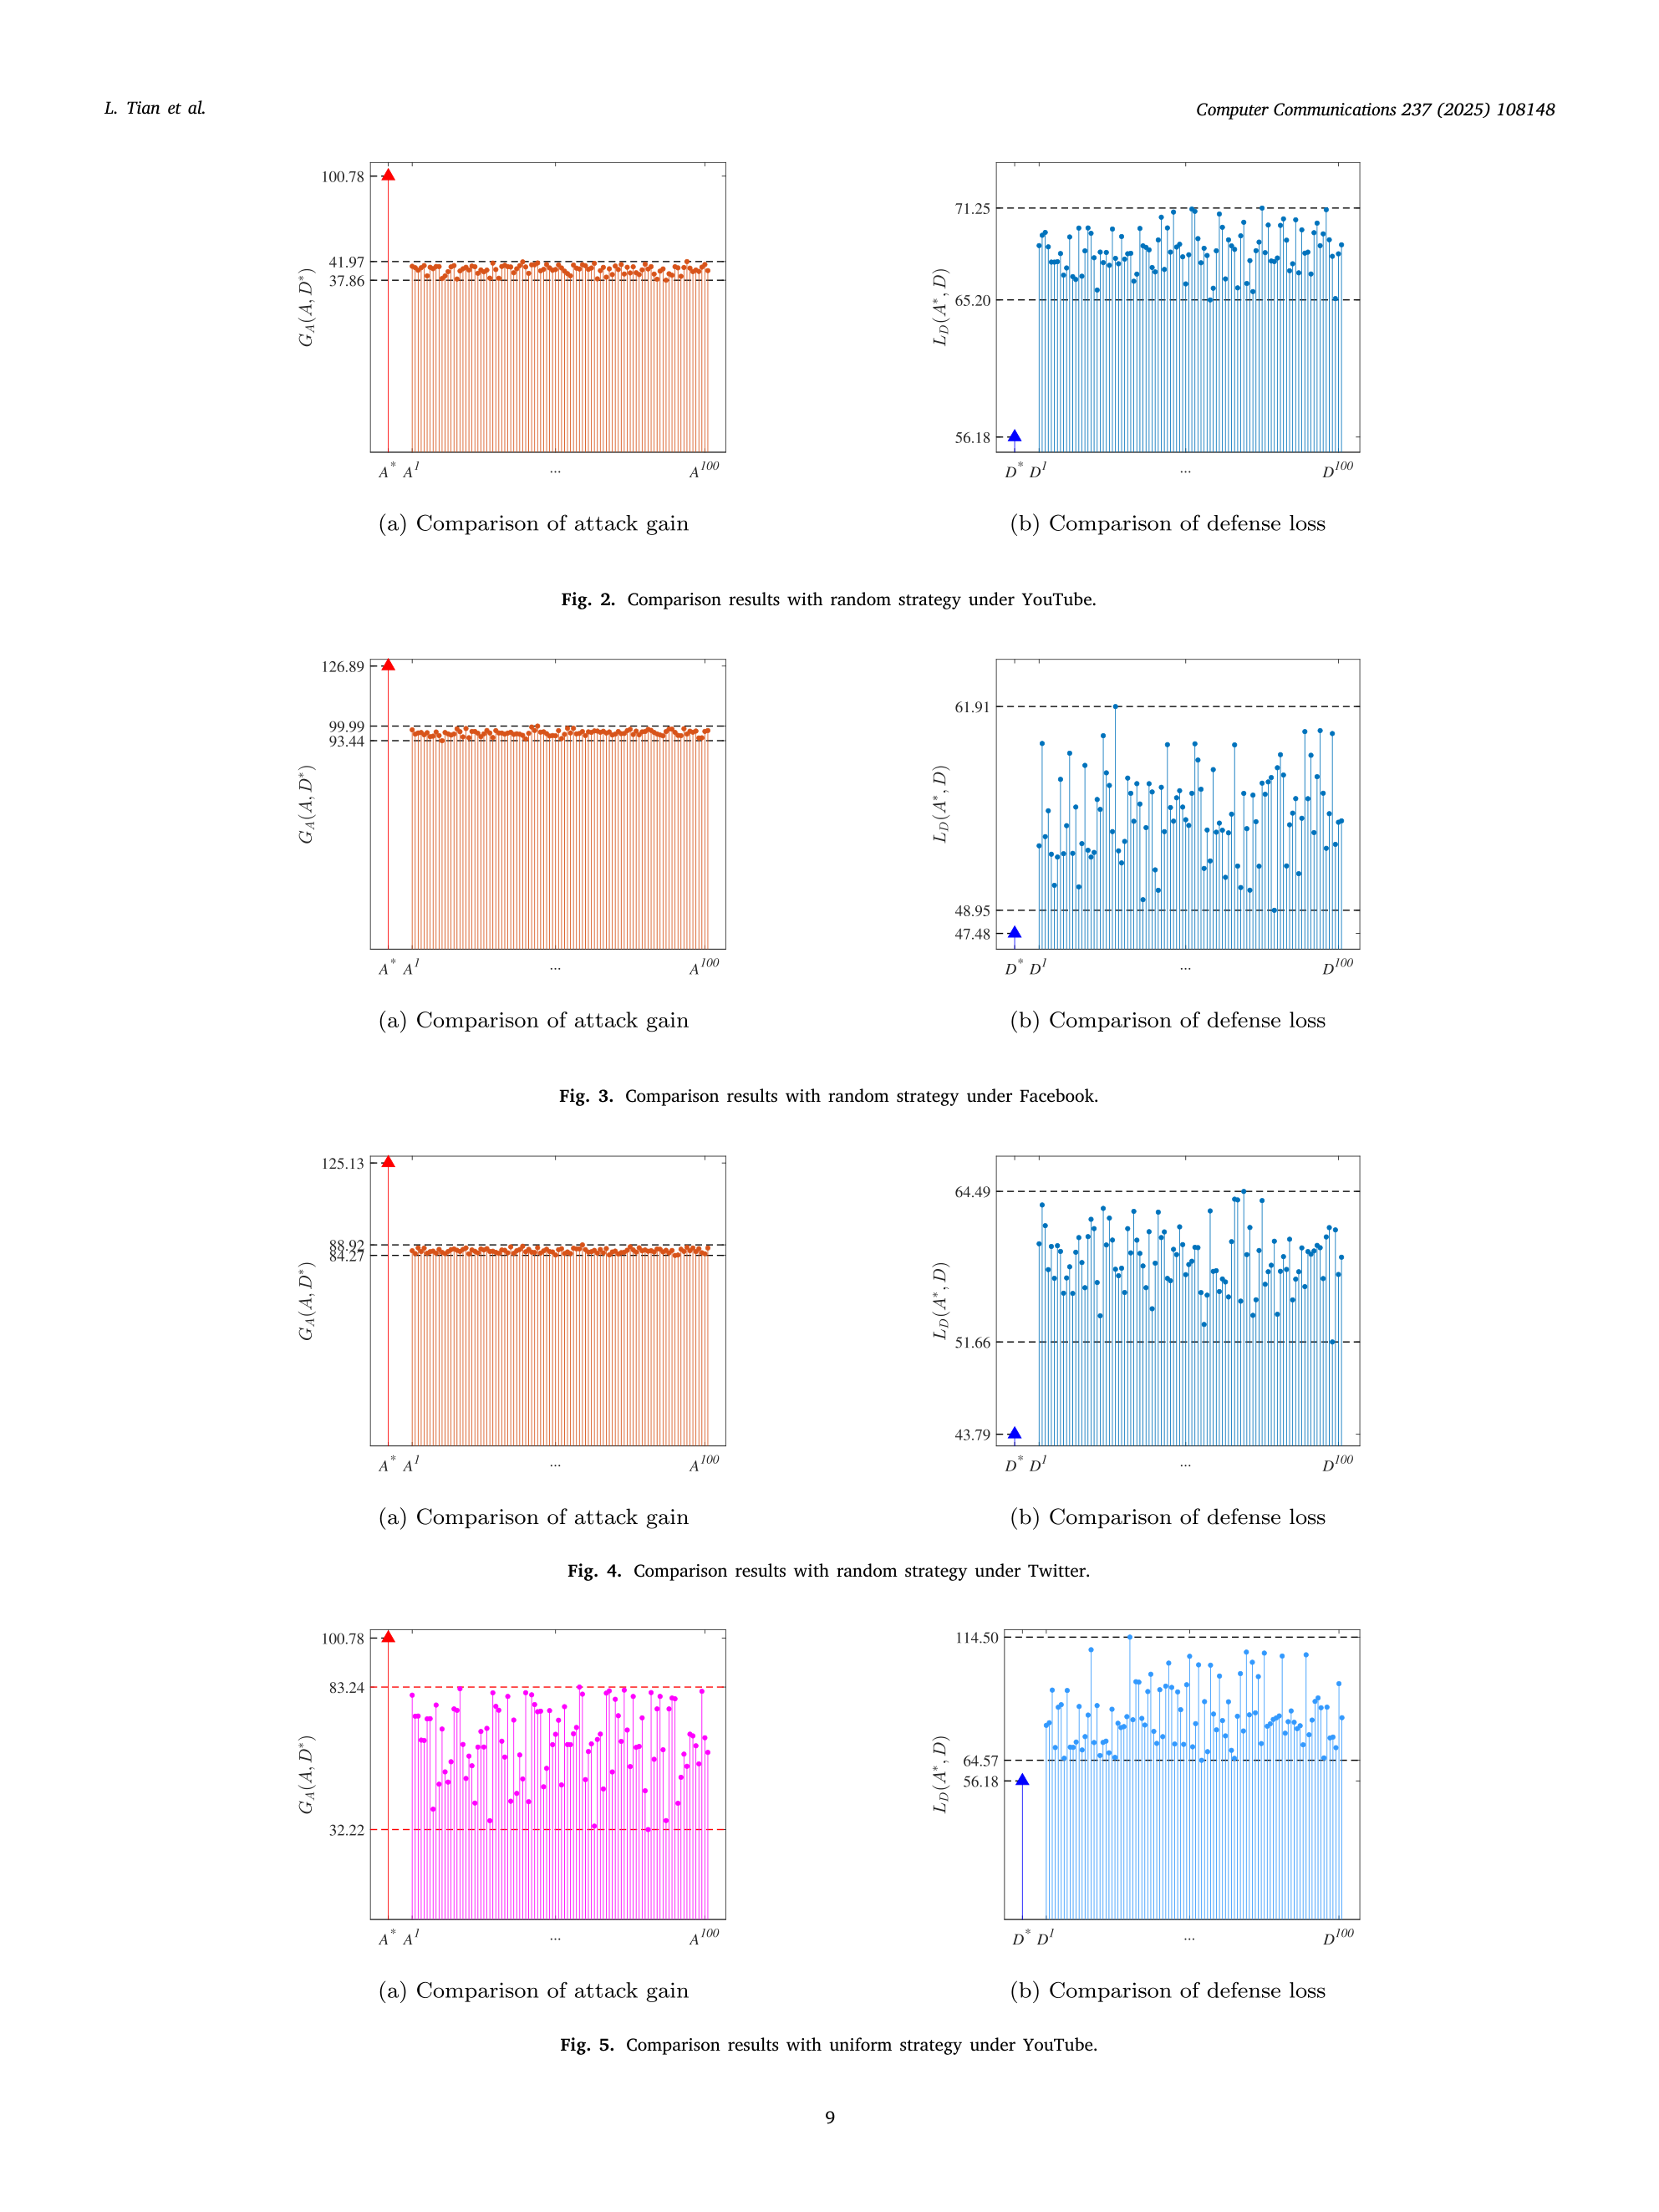 L. Tian et al.
Computer Communications 237 (2025) 108148
100.78
41.97
37.86
G_A(A, D*)
A* A^1 ... A^100
(a) Comparison of attack gain
71.25
65.20
56.18
L_D(A*, D)
D* D^1 ... D^100
(b) Comparison of defense loss
Fig. 2. Comparison results with random strategy under YouTube.
126.89
99.99
93.44
G_A(A, D*)
A* A^1 ... A^100
(a) Comparison of attack gain
61.91
48.95
47.48
L_D(A*, D)
D* D^1 ... D^100
(b) Comparison of defense loss
Fig. 3. Comparison results with random strategy under Facebook.
125.13
88.92
84.27
G_A(A, D*)
A* A^1 ... A^100
(a) Comparison of attack gain
64.49
51.66
43.79
L_D(A*, D)
D* D^1 ... D^100
(b) Comparison of defense loss
Fig. 4. Comparison results with random strategy under Twitter.
100.78
83.24
32.22
G_A(A, D*)
A* A^1 ... A^100
(a) Comparison of attack gain
114.50
64.57
56.18
L_D(A*, D)
D* D^1 ... D^100
(b) Comparison of defense loss
Fig. 5. Comparison results with uniform strategy under YouTube.
9